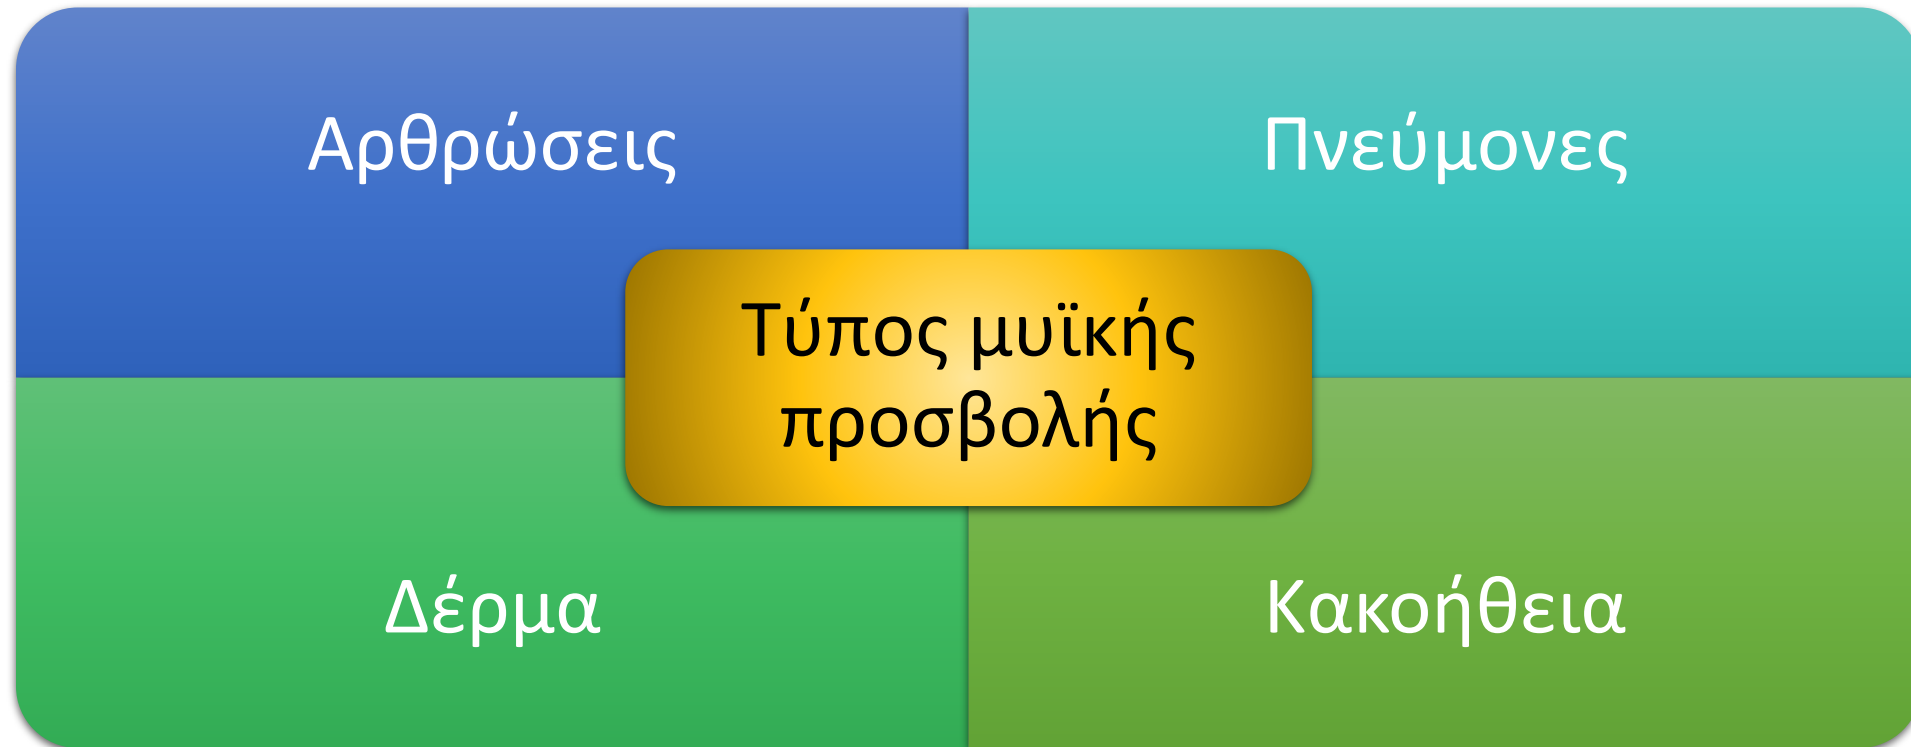 Αρθρώσεις
Πνεύμονες
Τύπος μυϊκής
προσβολής
Δέρμα
Κακοήθεια